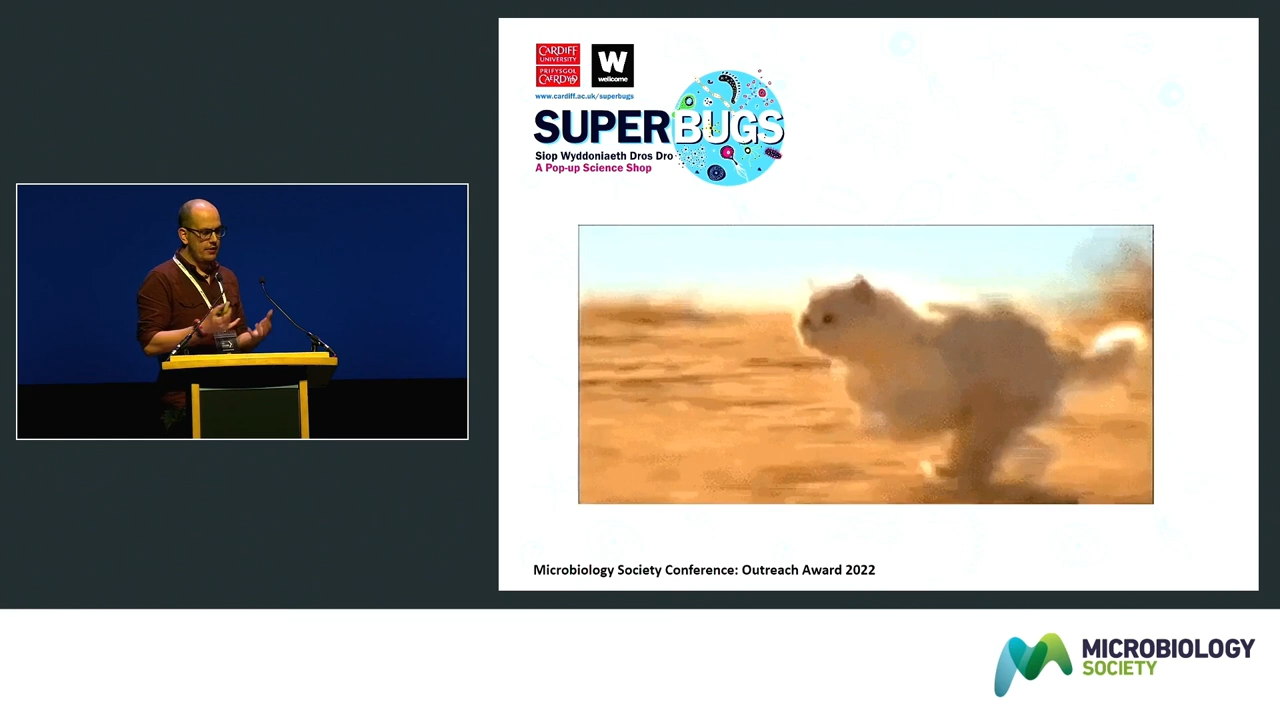 CARDIFF
UNIVERSITY
PRIFYSGOL
CAERDYDD
W
wellcome
www.cardiff.ac.uk/superbugs
SUPERBUGS
Siop Wyddoniaeth Dros Dro
A Pop-up Science Shop
Microbiology Society Conference: Outreach Award 2022
MICROBIOLOGY
SOCIETY